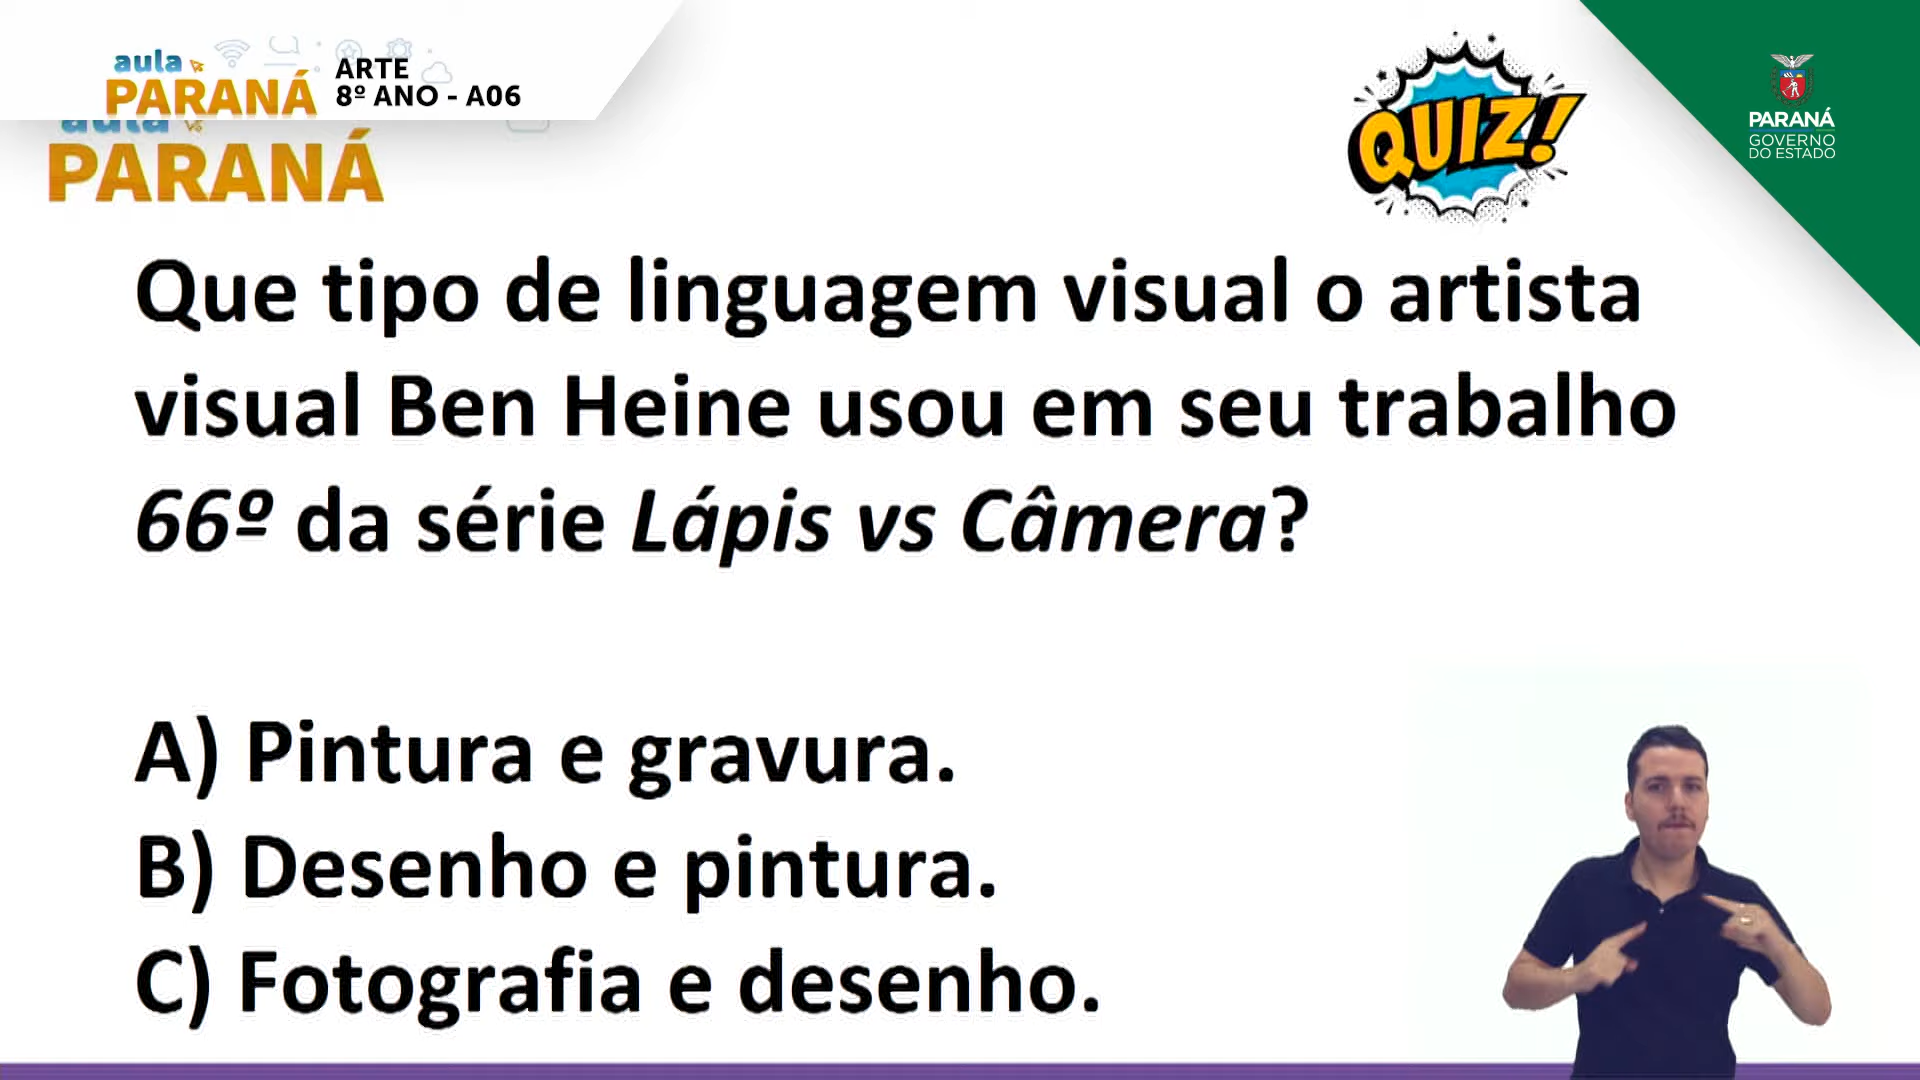 aula
PARANÁ
ARTE
8º ANO - A06
aula
PARANÁ
QUIZ!
PARANÁ
GOVERNO
DO ESTADO
Que tipo de linguagem visual o artista
visual Ben Heine usou em seu trabalho
66º da série Lápis vs Câmera?
A) Pintura e gravura.
B) Desenho e pintura.
C) Fotografia e desenho.